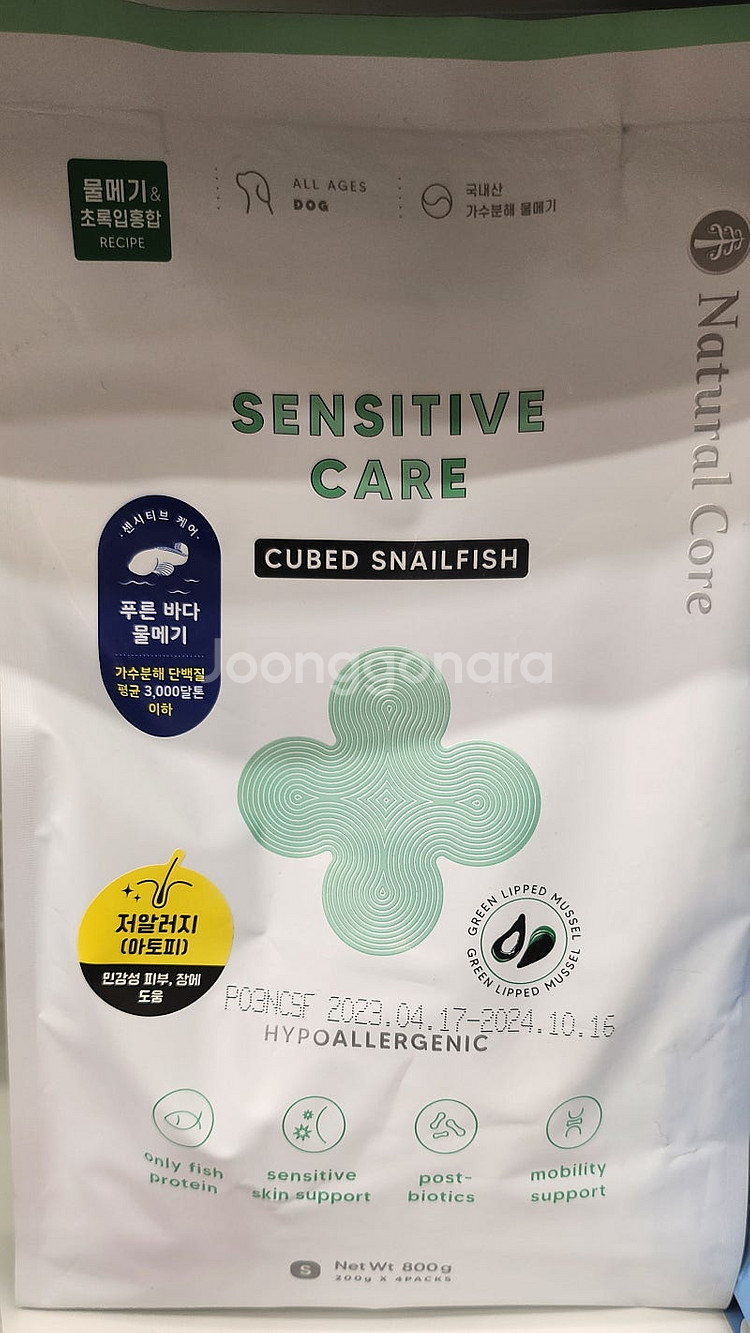 물메기&
초록입홍합
RECIPE
ALL AGES
DOG
국내산
가수분해 물메기
Natural Core
SENSITIVE
CARE
CUBED SNAILFISH
·센시티브 케어·
푸른 바다
물메기
가수분해 단백질
평균 3,000달톤
이하
Joonggonara
저알러지
(아토피)
민감성 피부, 장에
도움
GREEN LIPPED MUSSEL
GREEN LIPPED MUSSEL
P03NCSF 2023.04.17-2024.10.16
HYPOALLERGENIC
only fish
protein
sensitive
skin support
post-
biotics
mobility
support
S Net Wt 800g
200g X 4PACKS